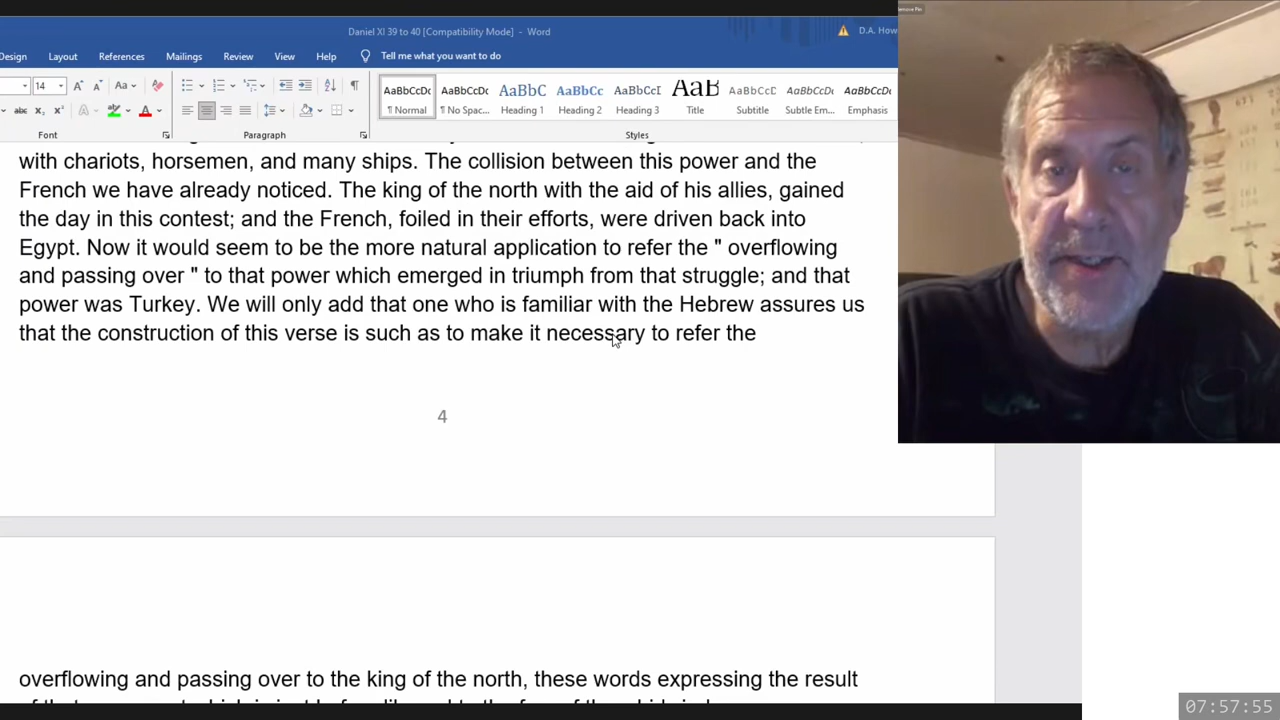 Daniel XI 39 to 40 [Compatibility Mode] - Word
D.A. How
Design Layout References Mailings Review View Help Tell me what you want to do
14 Aa
AaBbCcDc AaBbCcDc AaBbC AaBbCc AaBbCcD AaB AaBbCcD AaBbCcDc AaBbCcDc
¶ Normal ¶ No Spac... Heading 1 Heading 2 Heading 3 Title Subtitle Subtle Em... Emphasis
Font Paragraph Styles
with chariots, horsemen, and many ships. The collision between this power and the
French we have already noticed. The king of the north with the aid of his allies, gained
the day in this contest; and the French, foiled in their efforts, were driven back into
Egypt. Now it would seem to be the more natural application to refer the " overflowing
and passing over " to that power which emerged in triumph from that struggle; and that
power was Turkey. We will only add that one who is familiar with the Hebrew assures us
that the construction of this verse is such as to make it necessary to refer the
4
overflowing and passing over to the king of the north, these words expressing the result
07:57:55